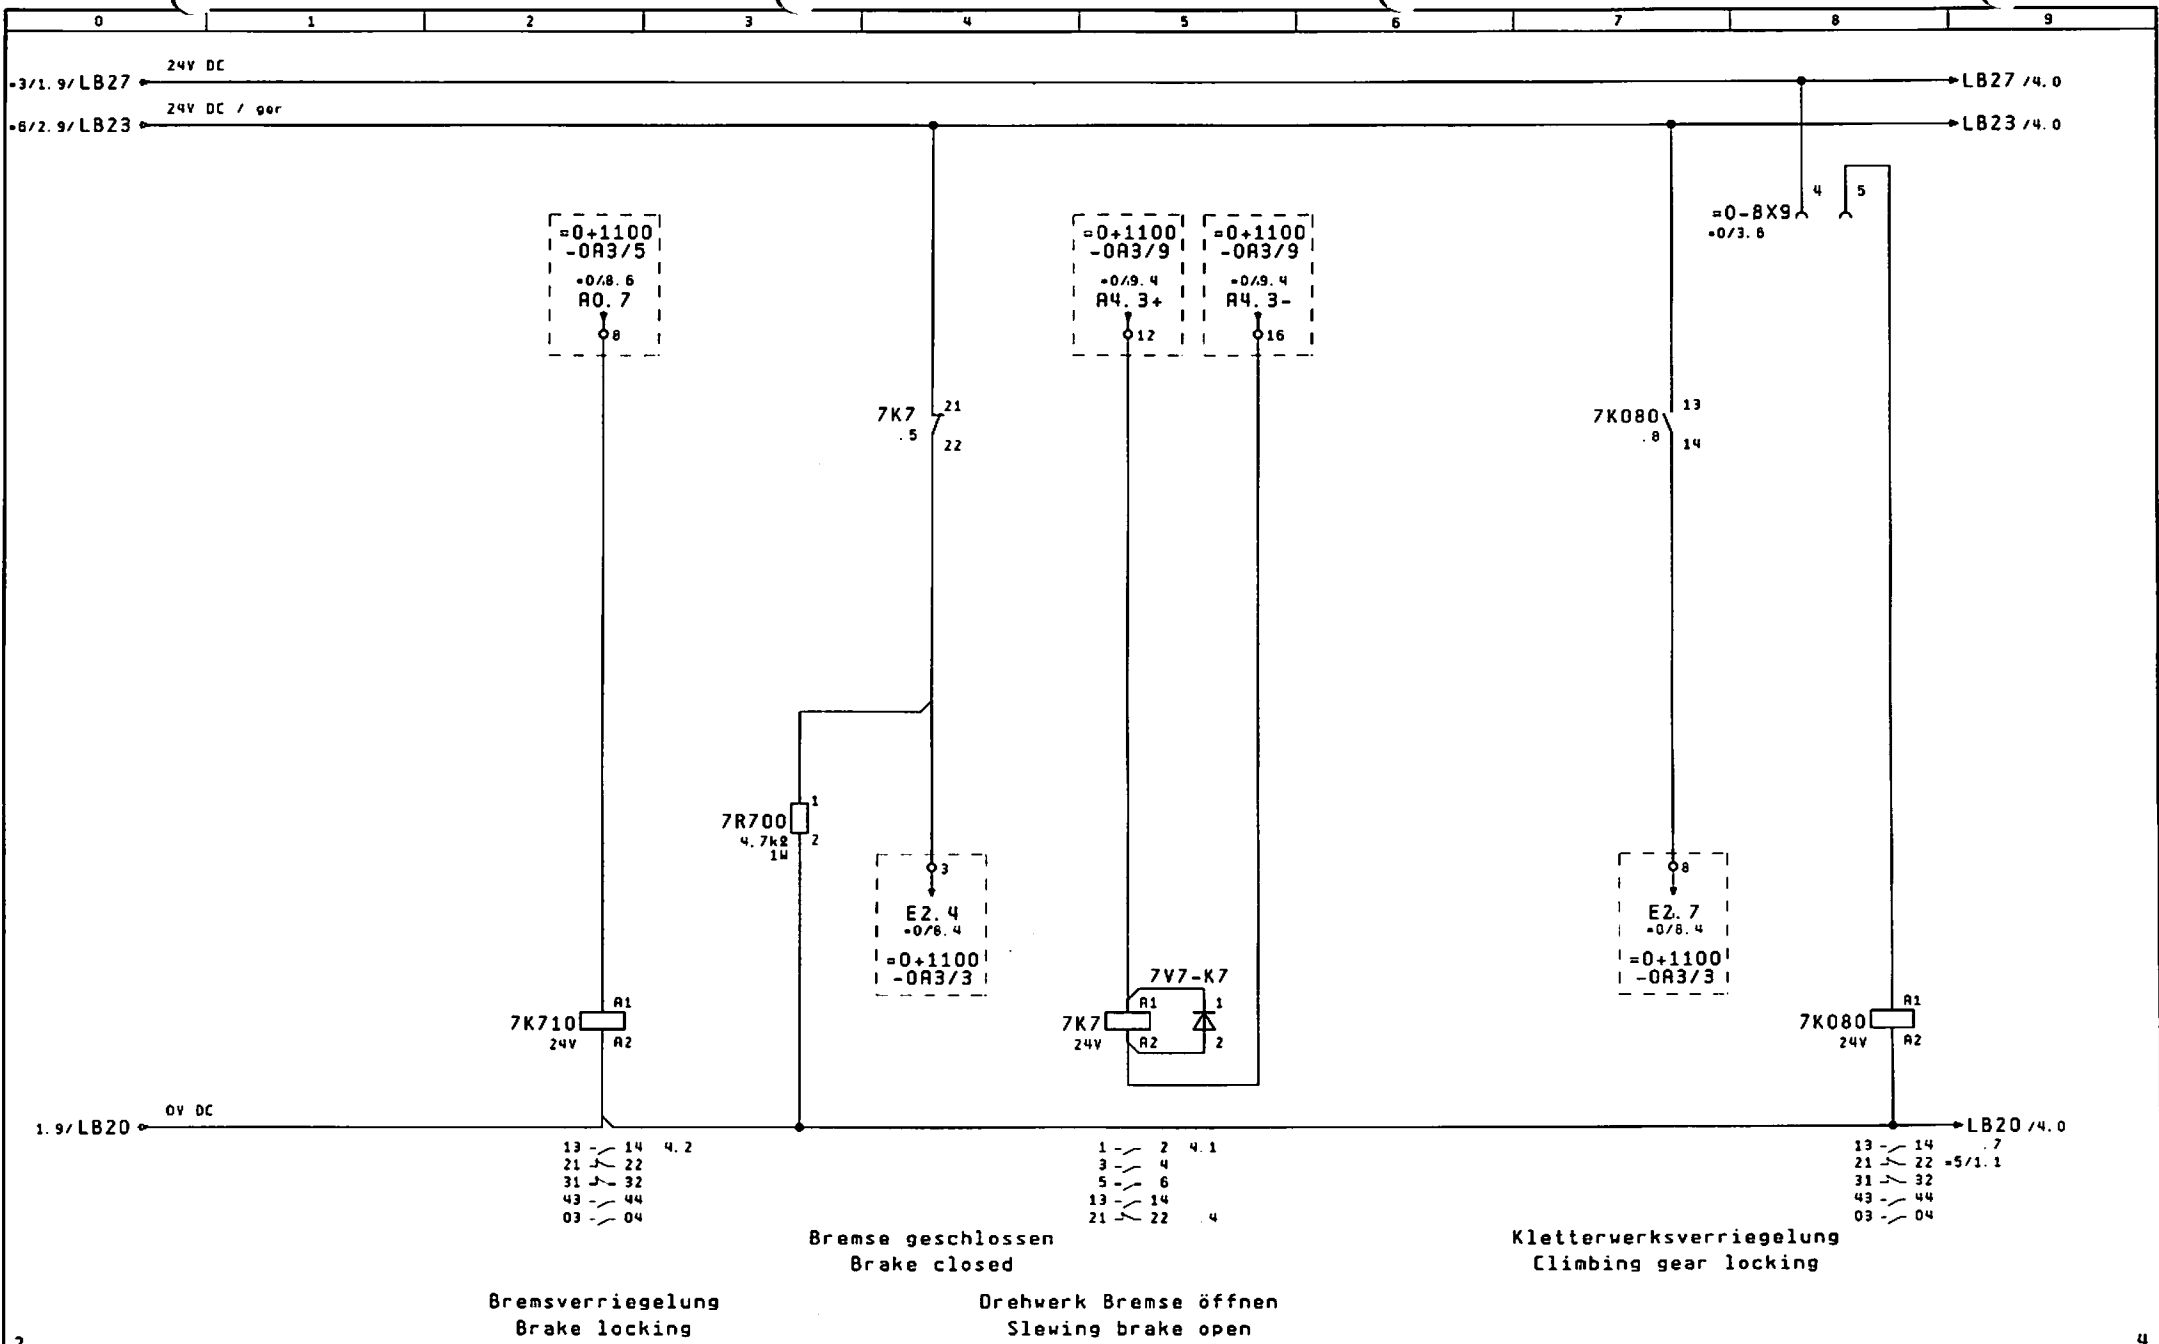 0 1 2 3 4 5 6 7 8 9
24V DC
=3/1.9/LB27
LB27/4.0
24V DC / ger
=6/2.9/LB23
LB23/4.0
4 5
=0-8X9
=0/3.6
=0+1100
-0A3/5
=0/8.6
A0.7
8
=0+1100
-0A3/9
=0/9.4
A4.3+
12
=0+1100
-0A3/9
=0/9.4
A4.3-
16
7K7
.5
21
22
7K080
.8
13
14
7R700
4.7kΩ
1W
1
2
3
E2.4
=0/8.4
=0+1100
-0A3/3
8
E2.7
=0/8.4
=0+1100
-0A3/3
7K710
24V
A1
A2
7V7-K7
7K7
24V
A1
A2
1
2
7K080
24V
A1
A2
0V DC
1.9/LB20
LB20/4.0
13 14 4.2
21 22
31 32
43 44
03 04
1 2 4.1
3 4
5 6
13 14
21 22 .4
13 14 .7
21 22 =5/1.1
31 32
43 44
03 04
Bremse geschlossen
Brake closed
Kletterwerksverriegelung
Climbing gear locking
Bremsverriegelung
Brake locking
Drehwerk Bremse öffnen
Slewing brake open
2
4